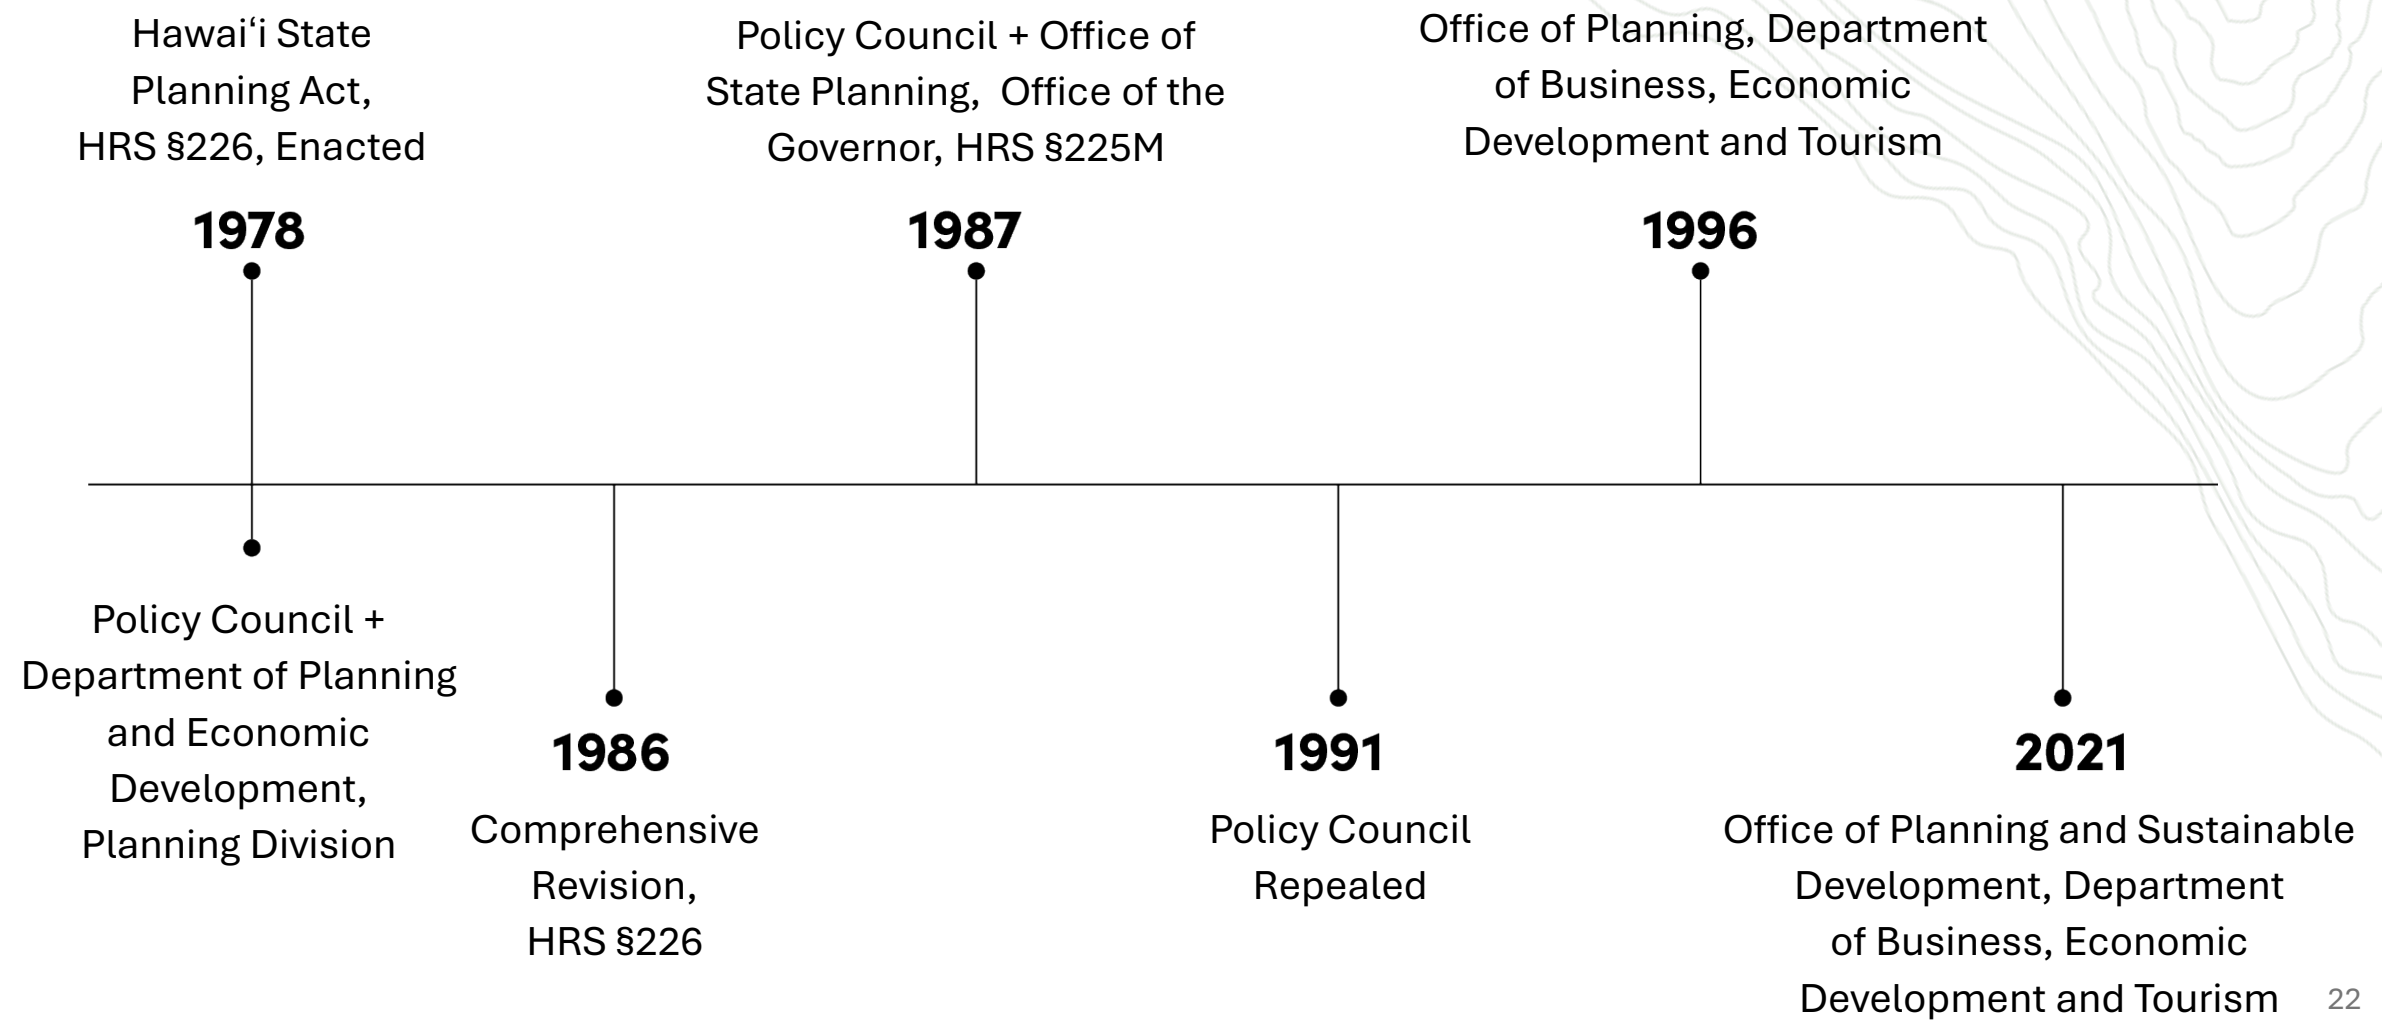 Hawaiʻi State
Planning Act,
HRS §226, Enacted
1978
Policy Council +
Department of Planning
and Economic
Development,
Planning Division
1986
Comprehensive
Revision,
HRS §226
Policy Council + Office of
State Planning,  Office of the
Governor, HRS §225M
1987
1991
Policy Council
Repealed
Office of Planning, Department
of Business, Economic
Development and Tourism
1996
2021
Office of Planning and Sustainable
Development, Department
of Business, Economic
Development and Tourism
22